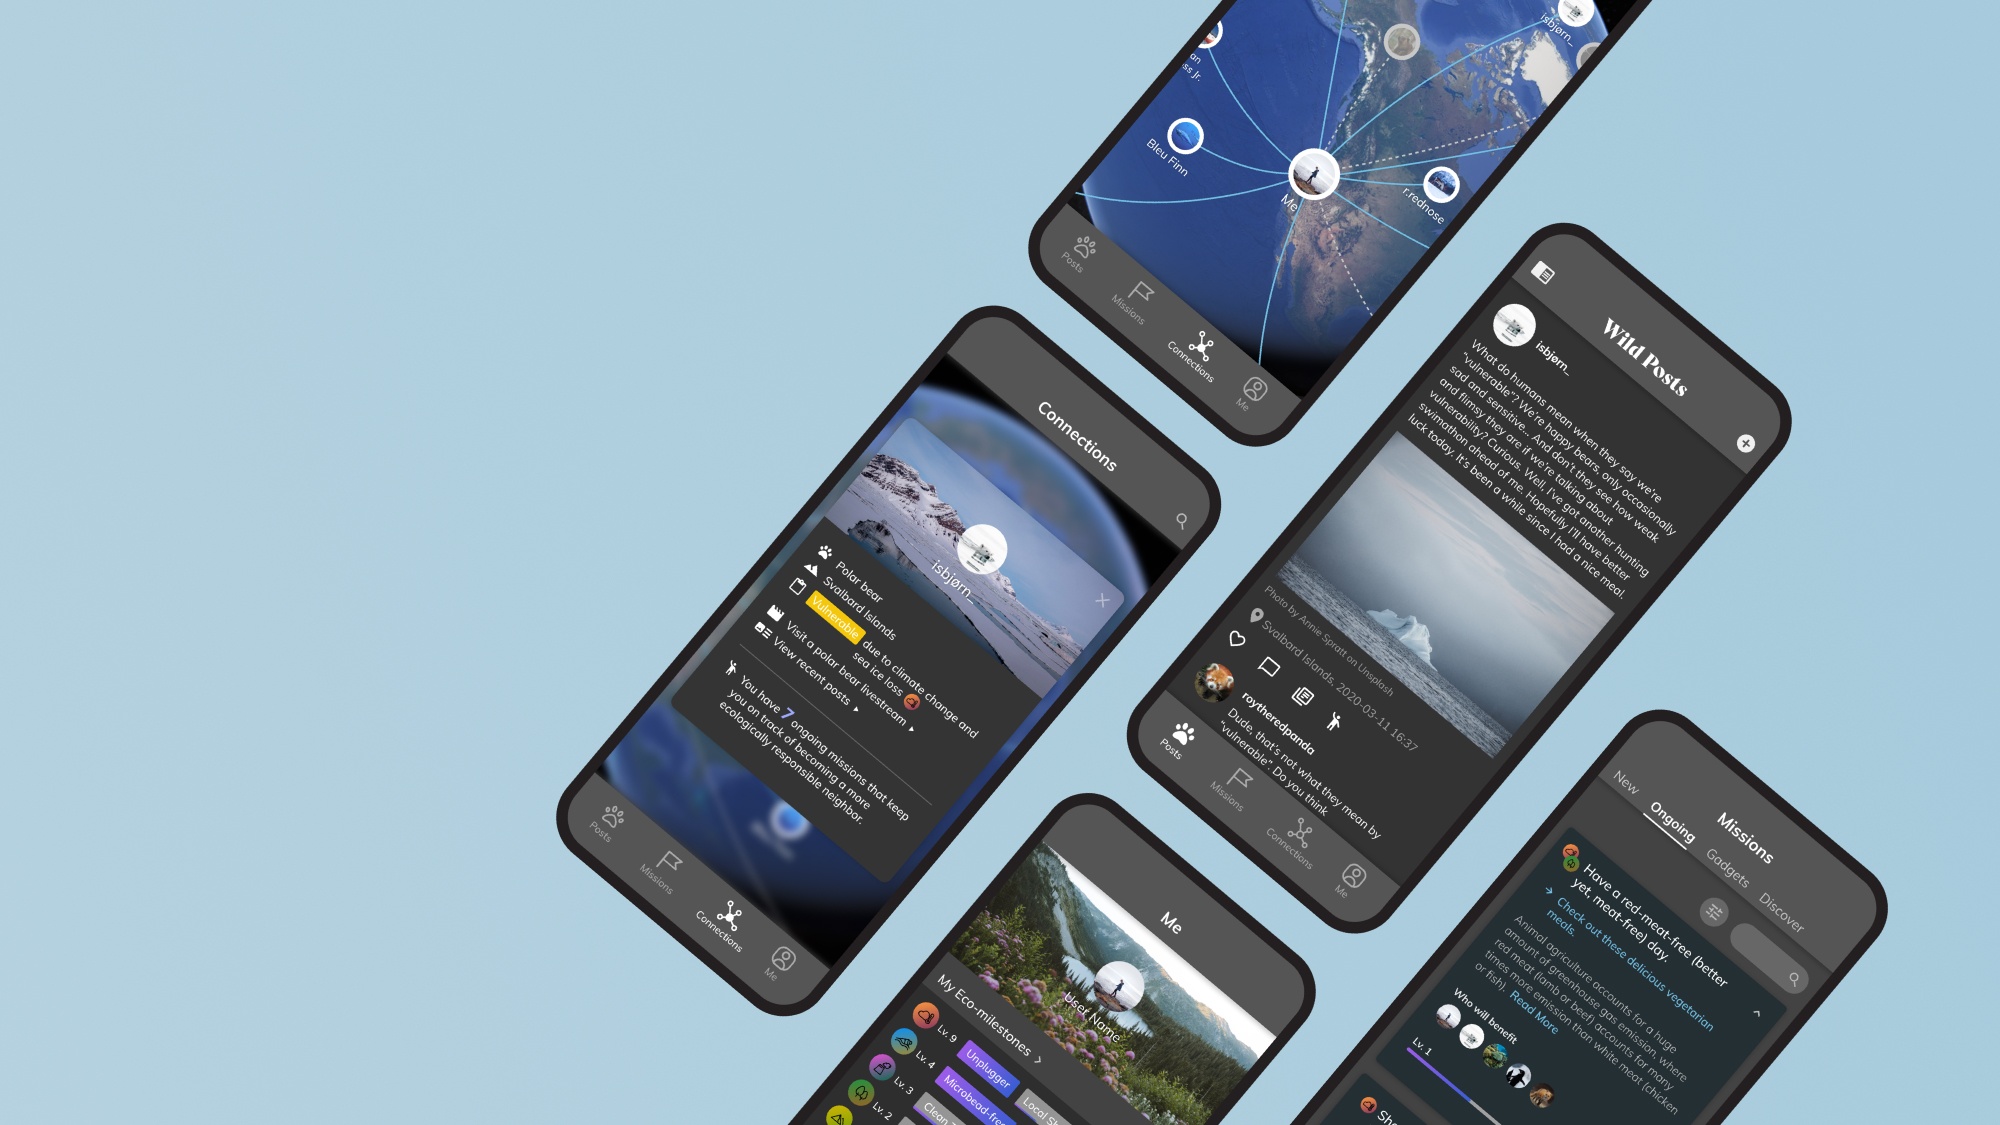 an
ss Jr.
isbjørn_
Bleu Finn
Me
r.rednose
Posts
Missions
Connections
Me
Connections
isbjørn_
Polar bear
Svalbard Islands
Vulnerable due to climate change and
sea ice loss
Visit a polar bear livestream ▸
View recent posts ▸
You have 7 ongoing missions that keep
you on track of becoming a more
ecologically responsible neighbor.
Posts
Missions
Connections
Me
Wild Posts
isbjørn_
What do humans mean when they say we're
"vulnerable"? We're happy bears, only occasionally
sad and sensitive... And don't they see how weak
and flimsy they are if we're talking about
vulnerability? Curious. Well, I've got another hunting
swimathon ahead of me. Hopefully I'll have better
luck today. It's been a while since I had a nice meal.
Photo by Annie Spratt on Unsplash
Svalbard Islands, 2020-03-11 16:37
roytheredpanda
Dude, that's not what they mean by
"vulnerable". Do you think
Posts
Missions
Connections
Me
Me
User Name
My Eco-milestones >
Lv. 9
Unplugger
Local Sh
Lv. 4
Microbead-free
Lv. 3
Clean
Lv. 2
Missions
New
Ongoing
Gadgets
Discover
Have a red-meat-free (better
yet, meat-free) day.
Check out these delicious vegetarian
meals.
Animal agriculture accounts for a huge
amount of greenhouse gas emission, where
red meat (lamb or beef) accounts for many
times more emission than white meat (chicken
or fish). Read More
Who will benefit
Lv. 1
Sh